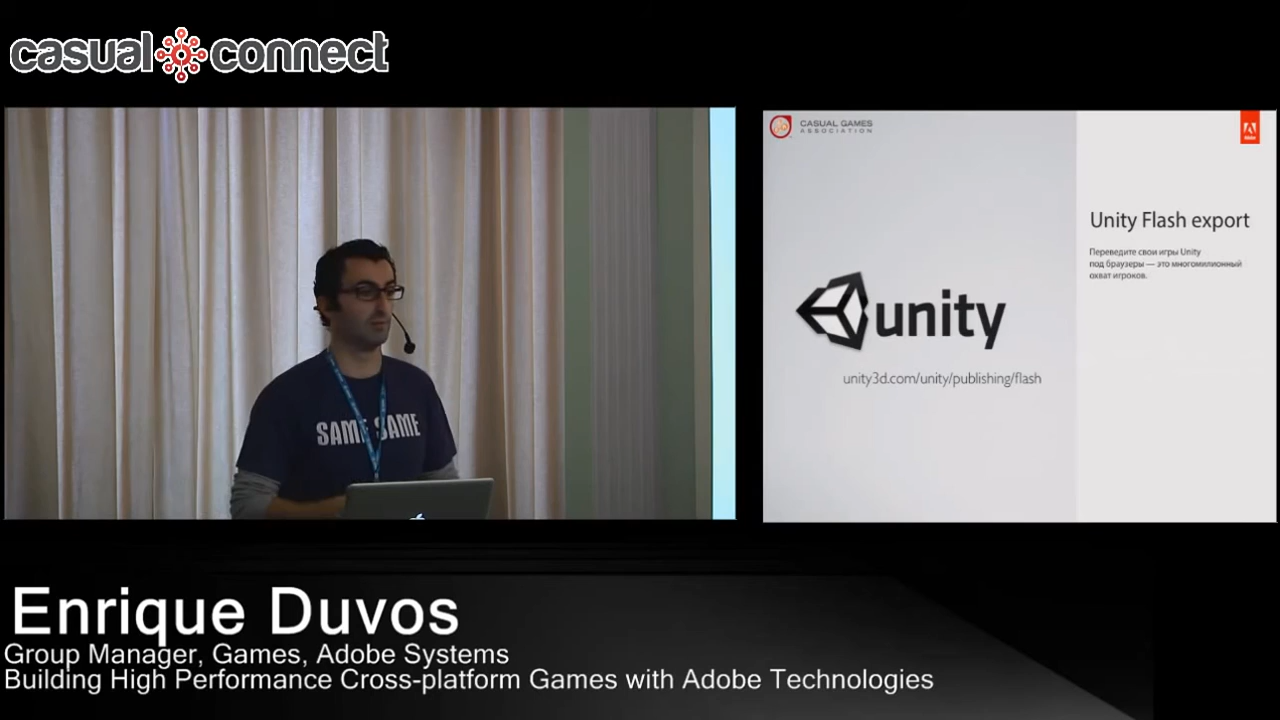 casual connect
SAME SAME
CASUAL GAMES
ASSOCIATION
Adobe
Unity Flash export
Переведите свои игры Unity
под браузеры — это многомилионный
охват игроков.
unity
unity3d.com/unity/publishing/flash
Enrique Duvos
Group Manager, Games, Adobe Systems
Building High Performance Cross-platform Games with Adobe Technologies